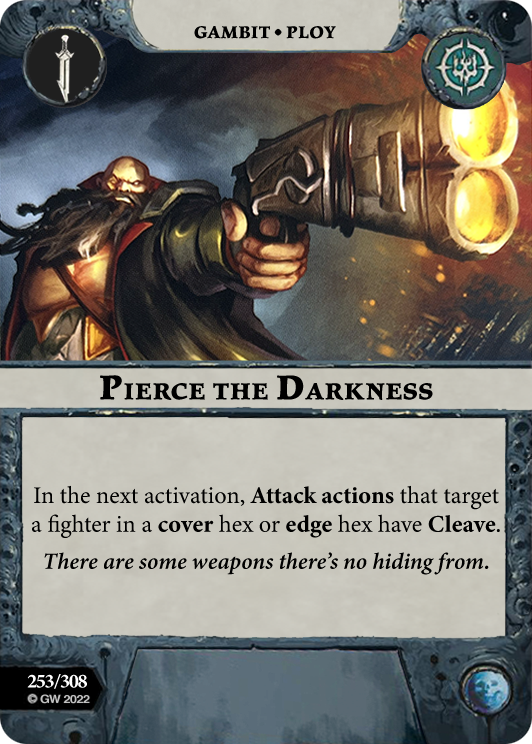 GAMBIT • PLOY
PIERCE THE DARKNESS
In the next activation, Attack actions that target
a fighter in a cover hex or edge hex have Cleave.
There are some weapons there's no hiding from.
253/308
© GW 2022